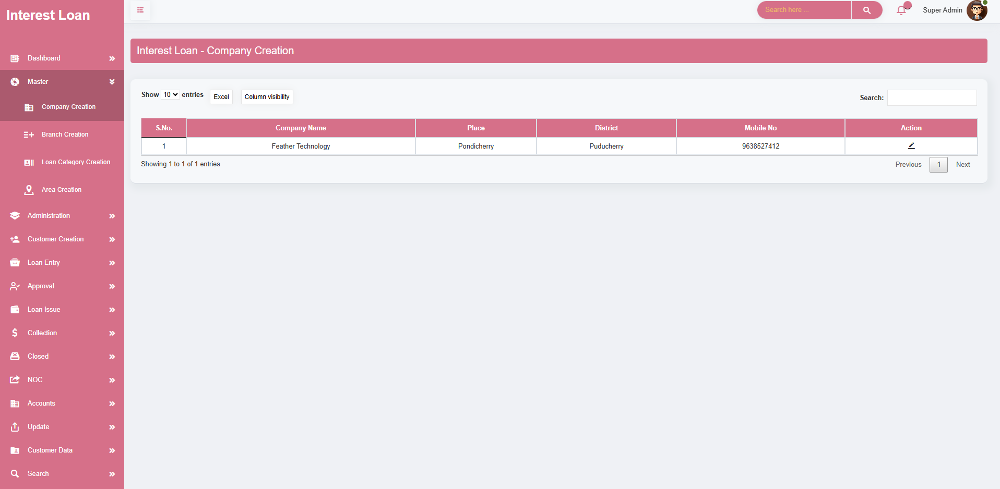 Interest Loan
Search here ...
Super Admin
Dashboard
Master
Company Creation
Branch Creation
Loan Category Creation
Area Creation
Administration
Customer Creation
Loan Entry
Approval
Loan Issue
Collection
Closed
NOC
Accounts
Update
Customer Data
Search
Interest Loan - Company Creation
Show 10 entries Excel Column visibility Search:
S.No. Company Name Place District Mobile No Action
1 Feather Technology Pondicherry Puducherry 9638527412
Showing 1 to 1 of 1 entries Previous 1 Next